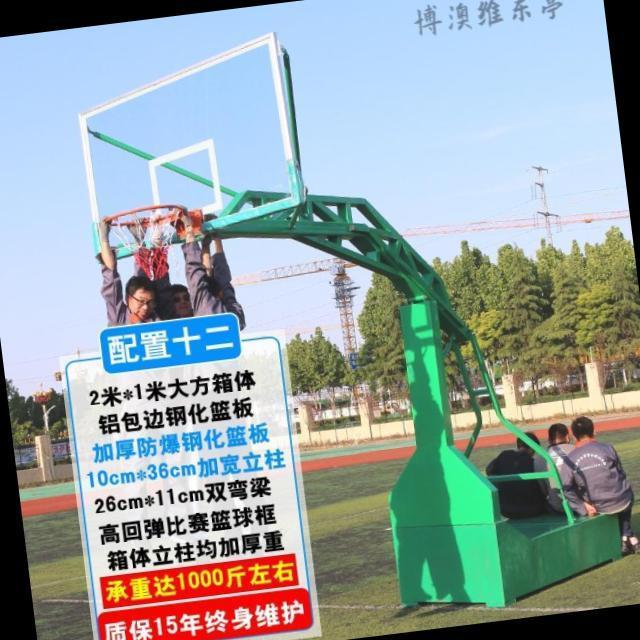 博澳维东亭
配置十二
2米*1米大方箱体
铝包边钢化篮板
加厚防爆钢化篮板
10cm*36cm加宽立柱
26cm*11cm双弯梁
高回弹比赛篮球框
箱体立柱均加厚重
承重达1000斤左右
质保15年终身维护